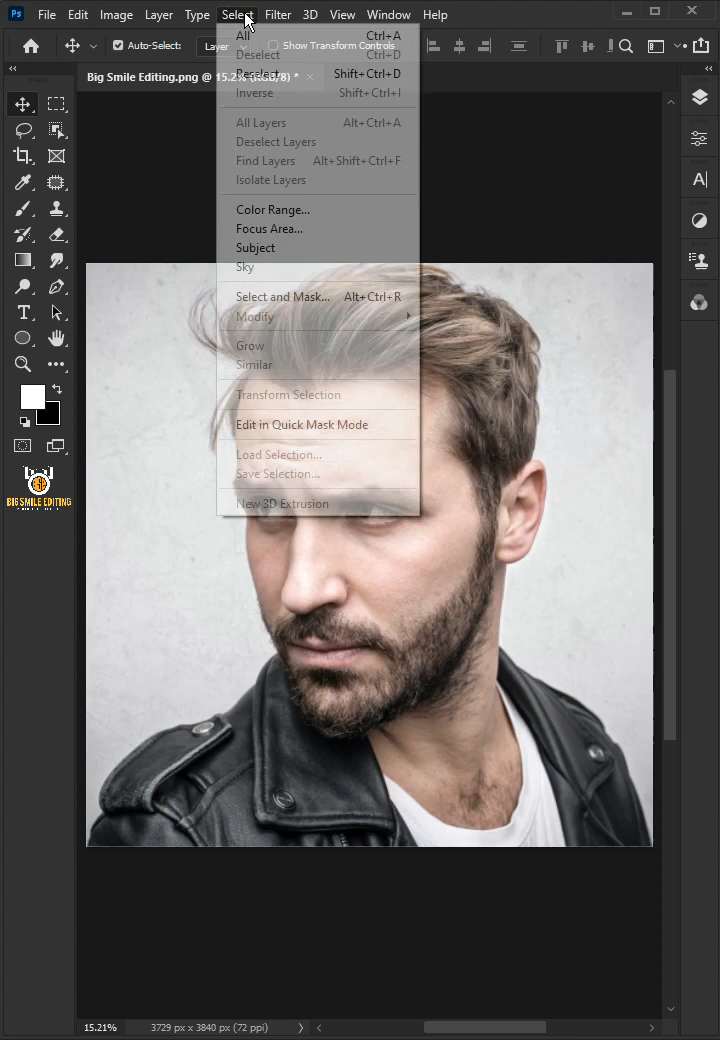 Ps File Edit Image Layer Type Select Filter 3D View Window Help
Auto-Select: Layer Show Transform Controls
Big Smile Editing.png @ 15.2% (RGB/8) *
All Ctrl+A
Deselect Ctrl+D
Reselect Shift+Ctrl+D
Inverse Shift+Ctrl+I
All Layers Alt+Ctrl+A
Deselect Layers
Find Layers Alt+Shift+Ctrl+F
Isolate Layers
Color Range...
Focus Area...
Subject
Sky
Select and Mask... Alt+Ctrl+R
Modify
Grow
Similar
Transform Selection
Edit in Quick Mask Mode
Load Selection...
Save Selection...
New 3D Extrusion
BIG SMILE EDITING
15.21% 3729 px x 3840 px (72 ppi)